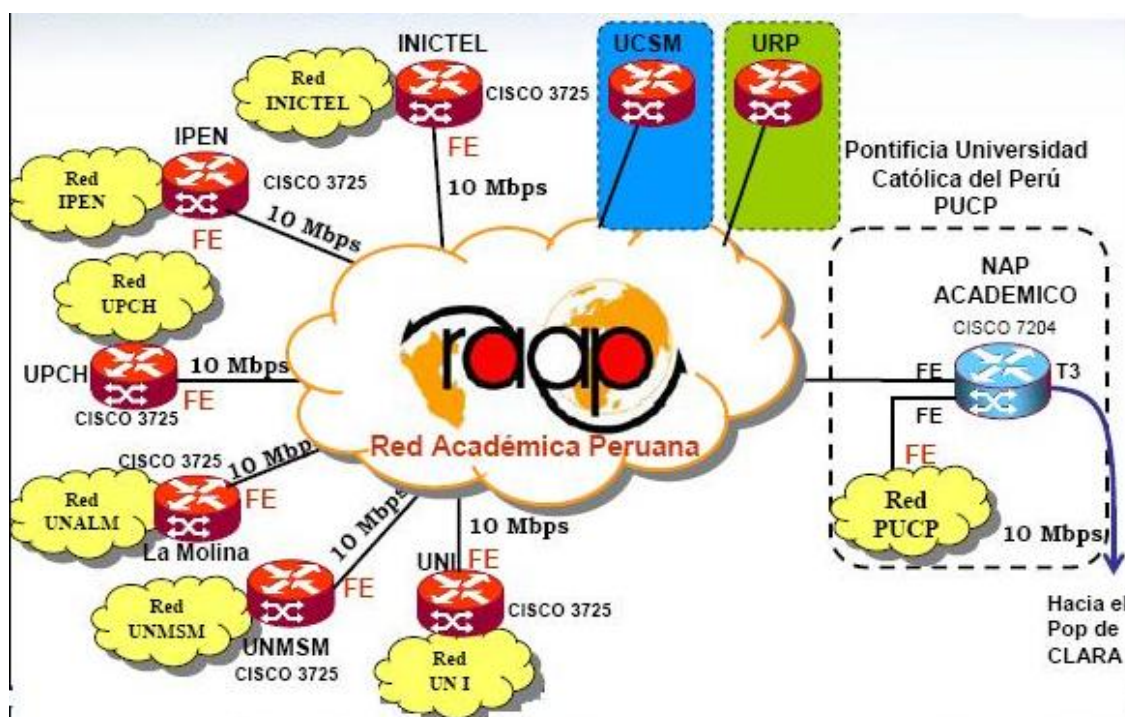 INICTEL
Red
INICTEL
CISCO 3725
FE
10 Mbps
UCSM
URP
IPEN
Red
IPEN
CISCO 3725
FE
10 Mbps
Pontificia Universidad
Católica del Perú
PUCP
NAP
ACADEMICO
CISCO 7204
FE
T3
FE
FE
Red
PUCP
10 Mbps
Hacia el
Pop de
CLARA
Red
UPCH
UPCH
10 Mbps
FE
CISCO 3725
raap
Red Académica Peruana
CISCO 3725
10 Mbps
Red
UNALM
FE
La Molina
10 Mbps
FE
Red
UNMSM
UNMSM
CISCO 3725
10 Mbps
UNI
FE
CISCO 3725
Red
UN I